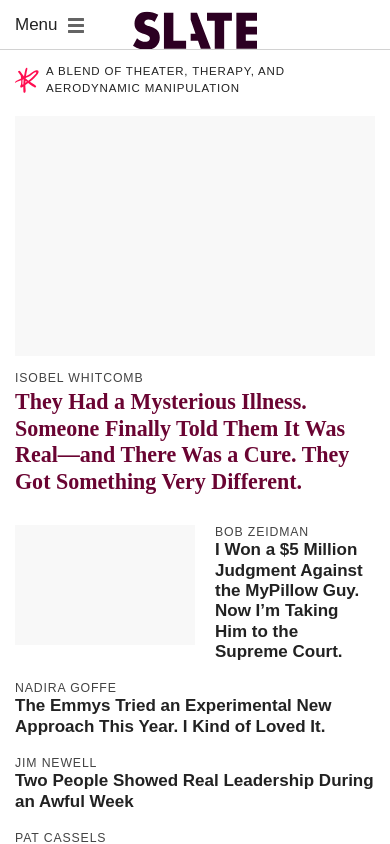 Menu
SLATE
A BLEND OF THEATER, THERAPY, AND
AERODYNAMIC MANIPULATION
ISOBEL WHITCOMB
They Had a Mysterious Illness.
Someone Finally Told Them It Was
Real—and There Was a Cure. They
Got Something Very Different.
BOB ZEIDMAN
I Won a $5 Million
Judgment Against
the MyPillow Guy.
Now I’m Taking
Him to the
Supreme Court.
NADIRA GOFFE
The Emmys Tried an Experimental New
Approach This Year. I Kind of Loved It.
JIM NEWELL
Two People Showed Real Leadership During
an Awful Week
PAT CASSELS